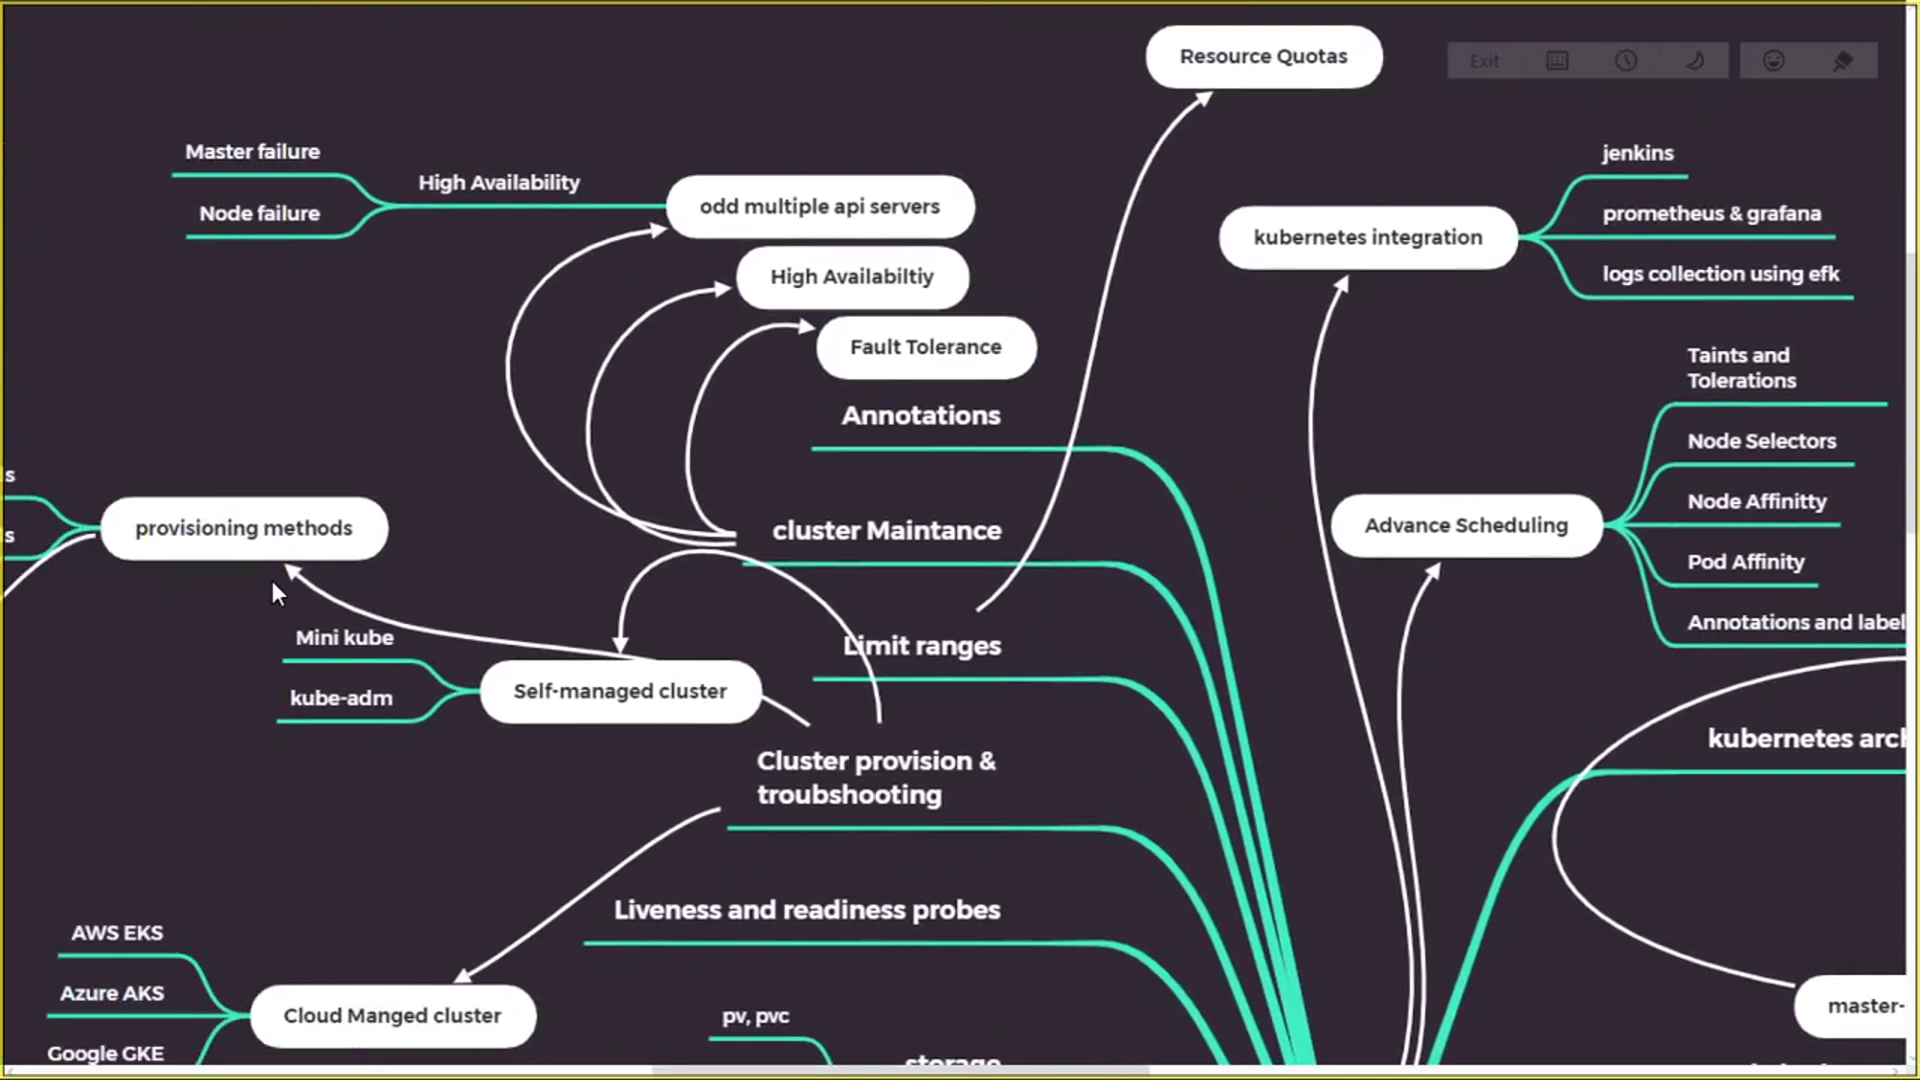 Resource Quotas
Exit
Master failure
High Availability
Node failure
odd multiple api servers
High Availabiltiy
Fault Tolerance
kubernetes integration
jenkins
prometheus & grafana
logs collection using efk
Annotations
Taints and
Tolerations
Node Selectors
Node Affinitty
Pod Affinity
Annotations and label
Advance Scheduling
s
s
provisioning methods
cluster Maintance
Limit ranges
Mini kube
kube-adm
Self-managed cluster
Cluster provision &
troubshooting
kubernetes arch
Liveness and readiness probes
AWS EKS
Azure AKS
Google GKE
Cloud Manged cluster
pv, pvc
storage
master-